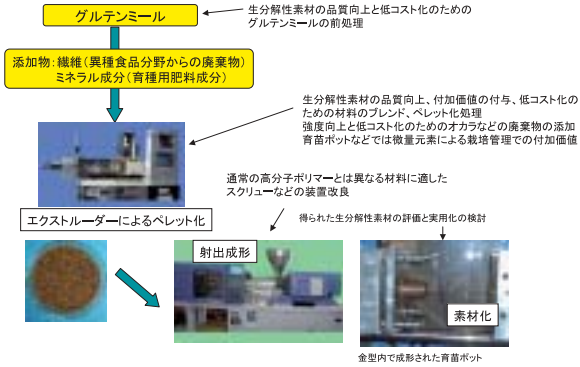 グルテンミール
生分解性素材の品質向上と低コスト化のための
グルテンミールの前処理
添加物：繊維（異種食品分野からの廃棄物）
ミネラル成分（育種用肥料成分）
生分解性素材の品質向上、付加価値の付与、低コスト化の
ための材料のブレンド、ペレット化処理
強度向上と低コスト化のためのオカラなどの廃棄物の添加
育苗ポットなどでは微量元素による栽培管理での付加価値
通常の高分子ポリマーとは異なる材料に適した
スクリューなどの装置改良
エクストルーダーによるペレット化
得られた生分解性素材の評価と実用化の検討
射出成形
素材化
金型内で成形された育苗ポット